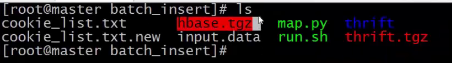 [root@master batch_insert]# ls
cookie_list.txt hbase.tgz map.py thrift
cookie_list.txt.new input.data run.sh thrift.tgz
[root@master batch_insert]#